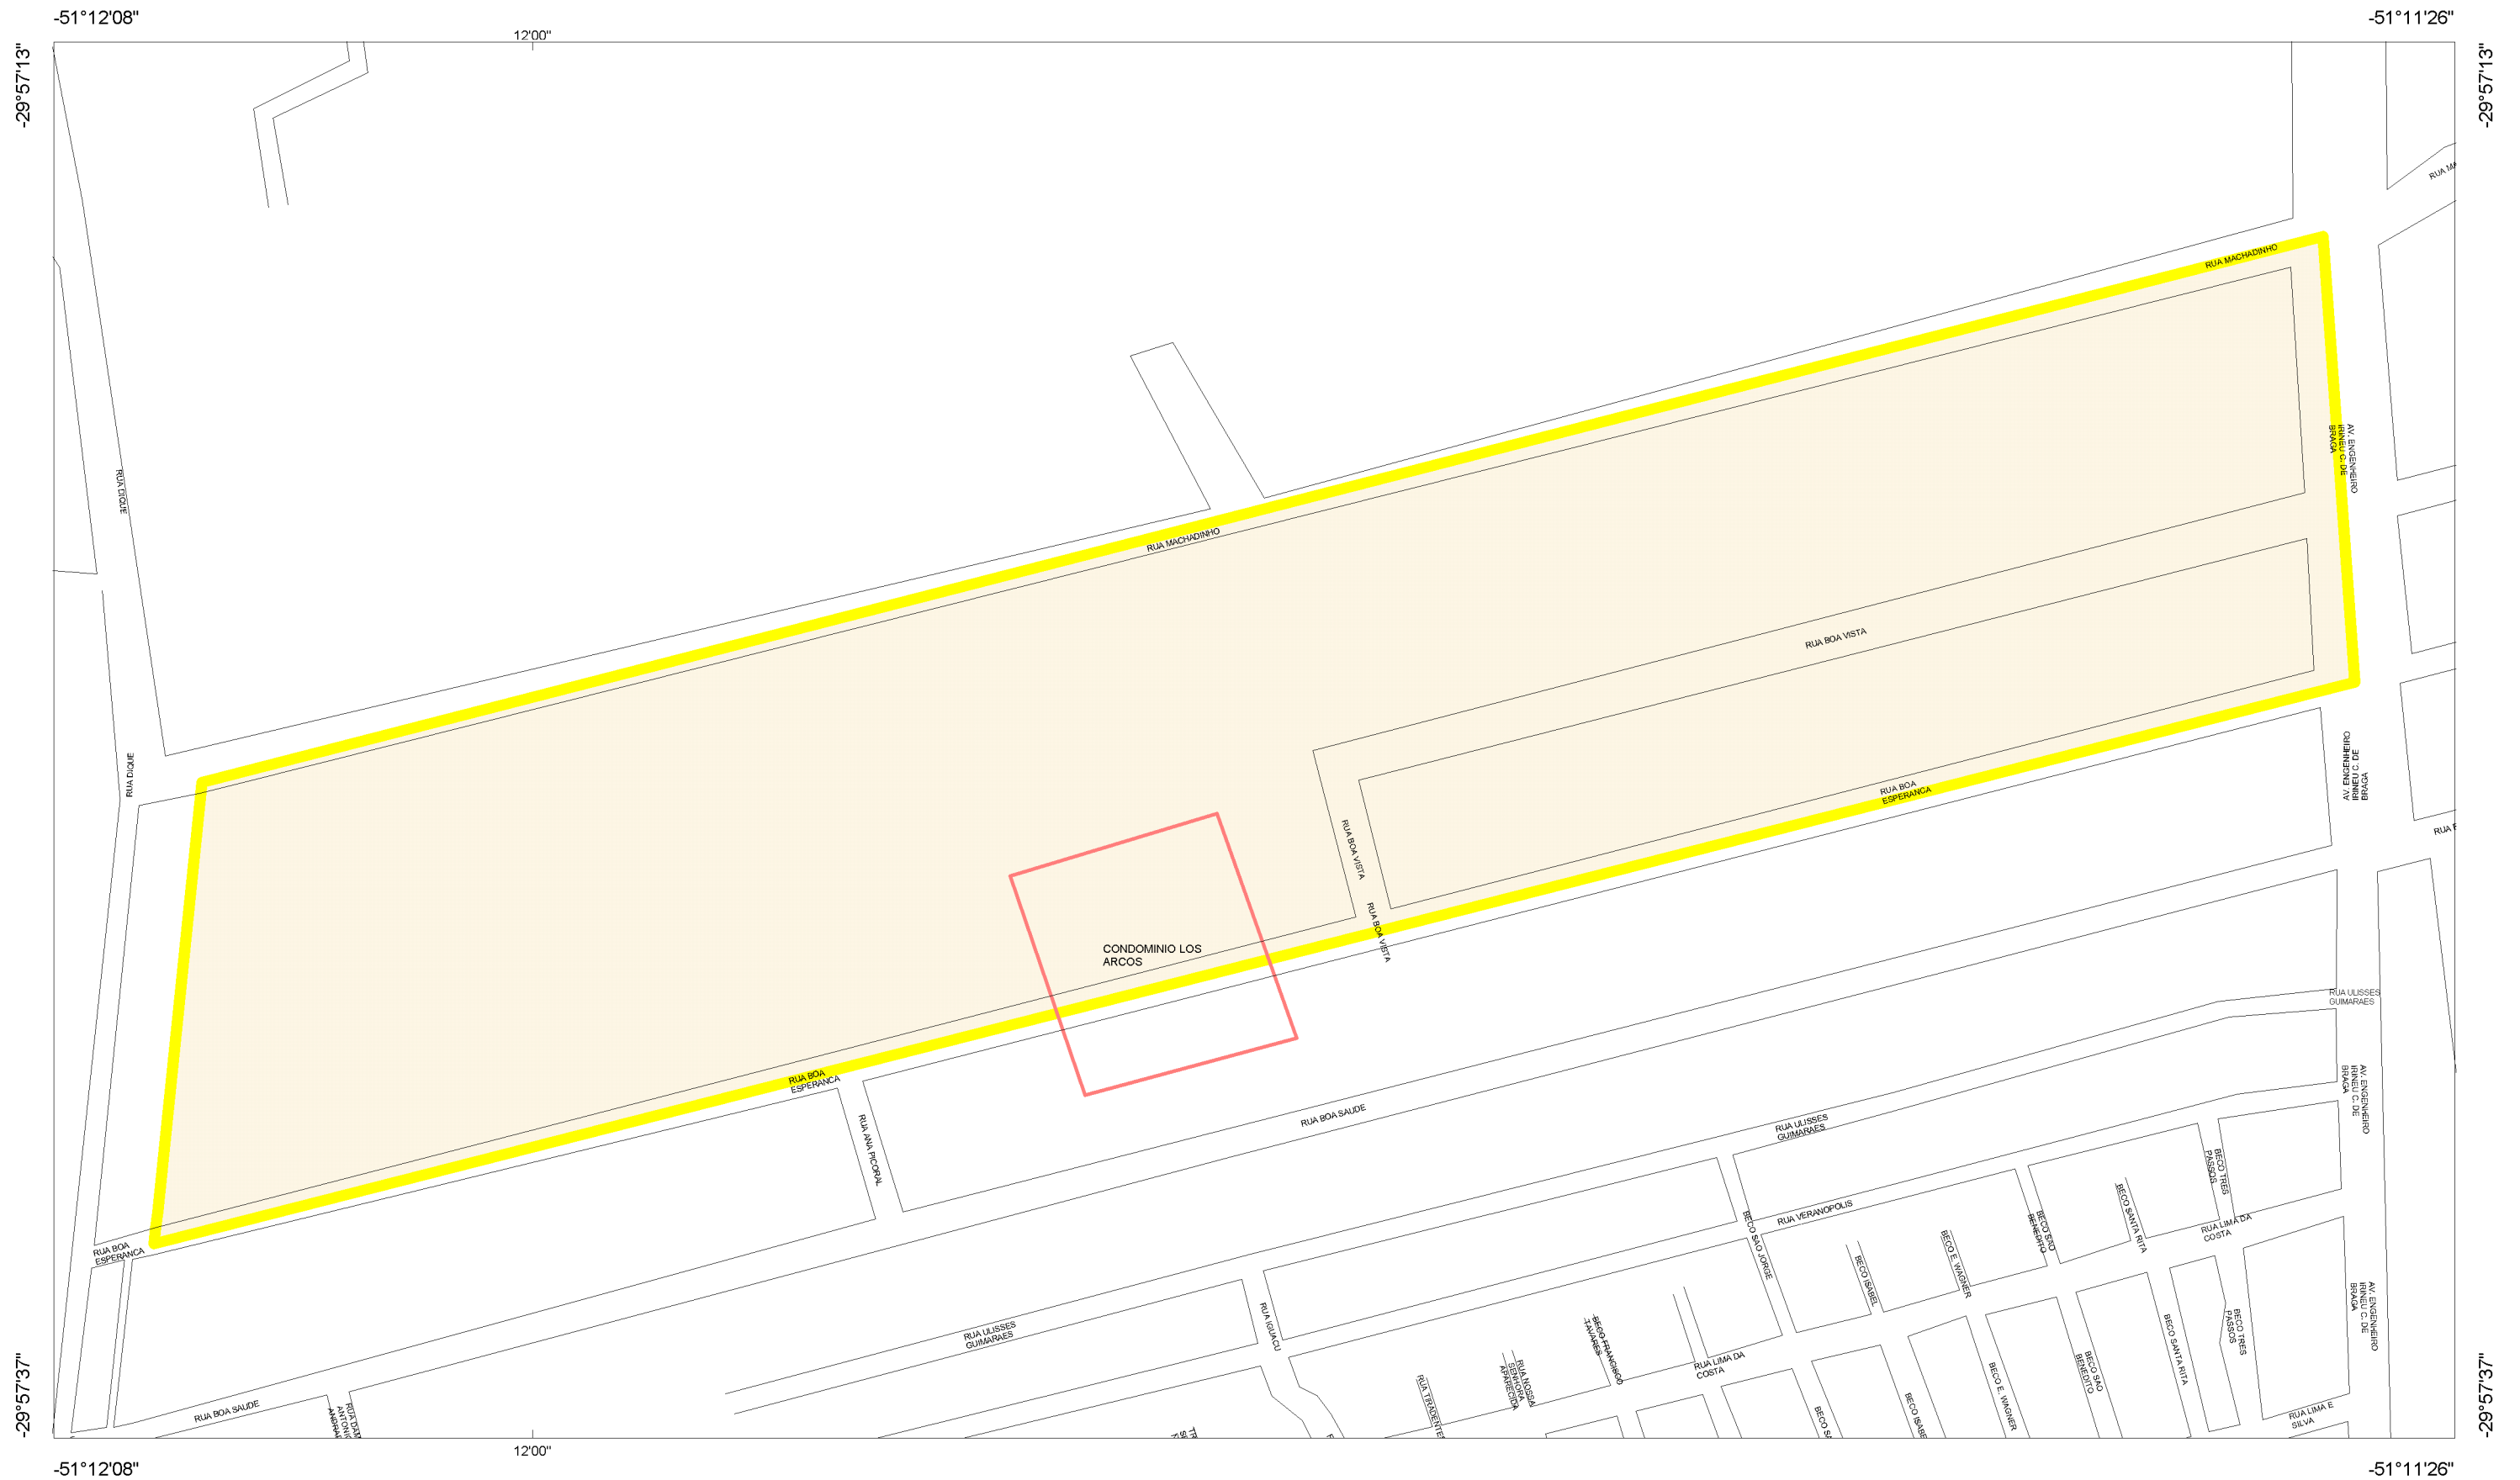 -51°12'08"
-51°11'26"
12'00"
-29°57'13"
-29°57'13"
RUA MACHADINHO
RUA DIQUE
AV. ENGENHEIRO
IRINEU C. DE
BRAGA
RUA MACHADINHO
RUA BOA VISTA
RUA DIQUE
AV. ENGENHEIRO
IRINEU C. DE
BRAGA
RUA BOA
ESPERANCA
RUA BOA VISTA
RUA
RUA BOA VISTA
CONDOMINIO LOS
ARCOS
RUA ULISSES
GUIMARAES
RUA BOA
ESPERANCA
AV. ENGENHEIRO
IRINEU C. DE
BRAGA
RUA BOA SAUDE
RUA ANA PICORAL
RUA ULISSES
GUIMARAES
BECO TRES
PASSOS
BECO SANTA RITA
RUA VERANOPOLIS
BECO SAO JORGE
BECO SAO
BENEDITO
RUA LIMA DA
COSTA
RUA BOA
ESPERANCA
BECO E. WAGNER
BECO ISABEL
AV. ENGENHEIRO
IRINEU C. DE
BRAGA
RUA IGUACU
RUA ULISSES
GUIMARAES
BECO FRANCISCO
TAVARES
BECO TRES
PASSOS
BECO SANTA RITA
RUA LIMA DA
COSTA
BECO SAO
BENEDITO
BECO E. WAGNER
RUA NOSSA
SENHORA
APARECIDA
RUA TIRADENTES
RUA BOA SAUDE
RUA LIMA E
SILVA
-29°57'37"
-29°57'37"
12'00"
-51°12'08"
-51°11'26"